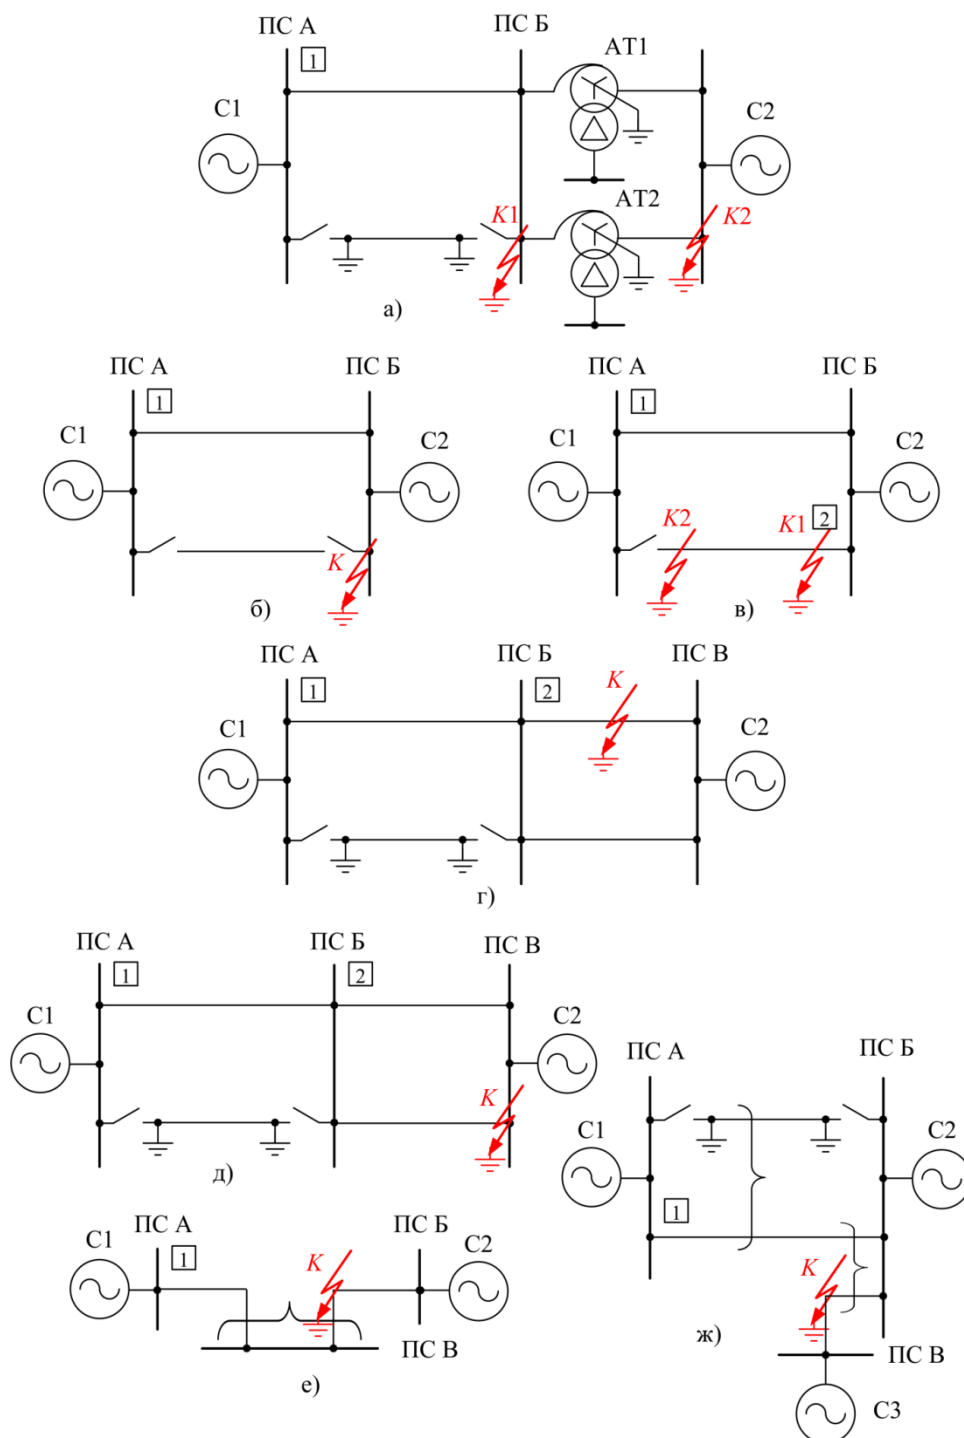 ПС А
ПС Б
АТ1
1
С1
С2
АТ2
К1
К2
а)
ПС А
ПС Б
1
С1
С2
К
б)
ПС А
ПС Б
1
С1
С2
К2
К1
2
в)
ПС А
ПС Б
ПС В
1
2
К
С1
С2
г)
ПС А
ПС Б
ПС В
1
2
С1
С2
К
д)
ПС А
ПС Б
С1
С2
1
К
ж)
ПС В
С3
ПС А
ПС Б
С1
С2
1
К
ПС В
е)